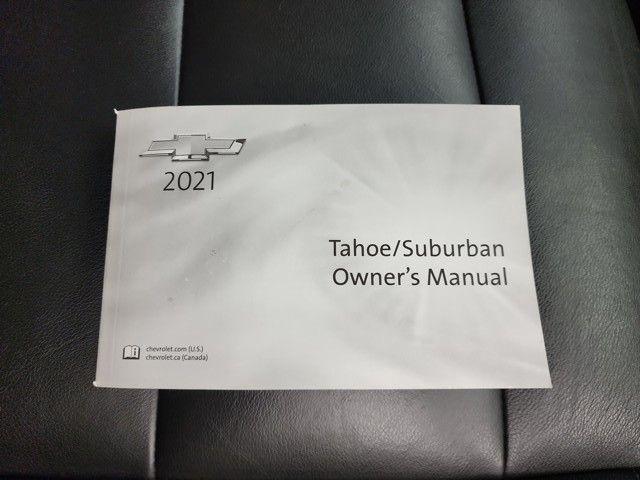 2021
Tahoe/Suburban
Owner's Manual
chevrolet.com (U.S.)
chevrolet.ca (Canada)